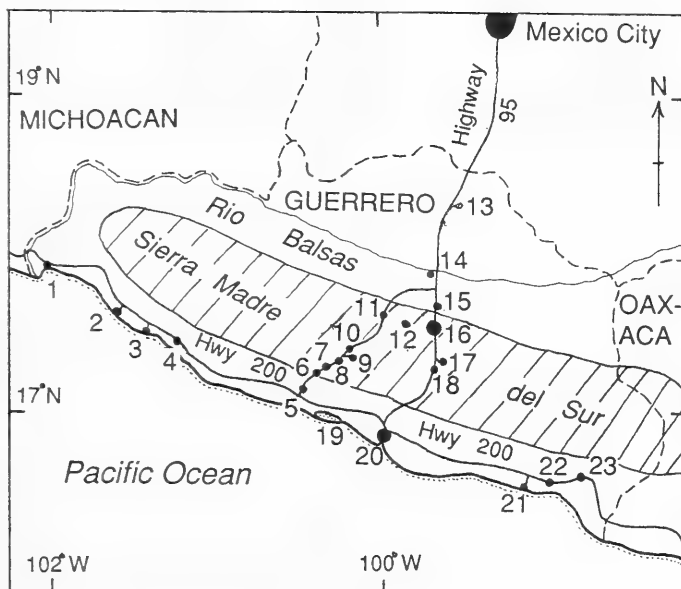 Mexico City
19°N
Highway
95
N
MICHOACAN
GUERRERO
13
Rio
Balsas
14
Sierra
Madre
OAX-
ACA
1
11
15
2
12
16
3
10
4
Hwy
200
7
9
17
6
8
18
5
del Sur
17°N
19
20
Hwy
200
22
23
Pacific Ocean
21
102°W
100°W